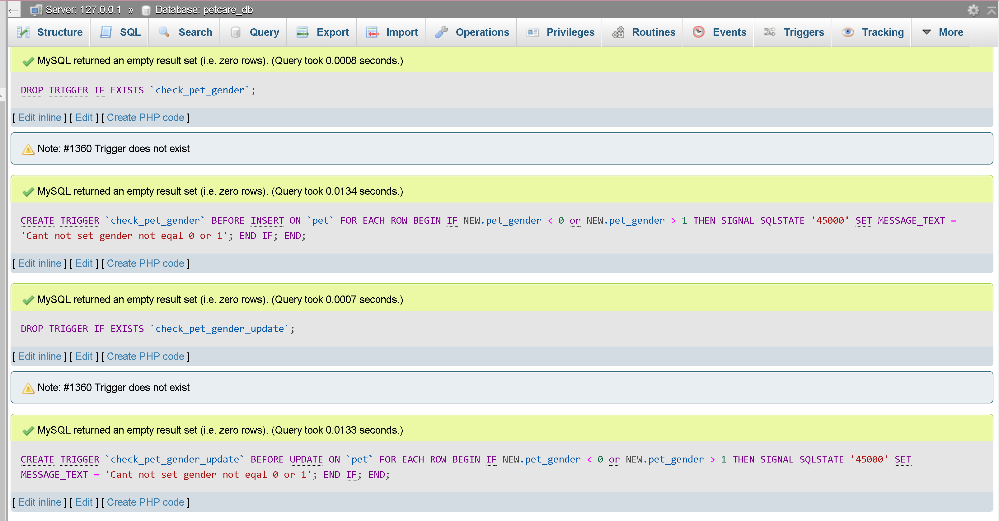 Server: 127.0.0.1 » Database: petcare_db
Structure SQL Search Query Export Import Operations Privileges Routines Events Triggers Tracking More
MySQL returned an empty result set (i.e. zero rows). (Query took 0.0008 seconds.)
DROP TRIGGER IF EXISTS `check_pet_gender`;
[ Edit inline ] [ Edit ] [ Create PHP code ]
Note: #1360 Trigger does not exist
MySQL returned an empty result set (i.e. zero rows). (Query took 0.0134 seconds.)
CREATE TRIGGER `check_pet_gender` BEFORE INSERT ON `pet` FOR EACH ROW BEGIN IF NEW.pet_gender < 0 or NEW.pet_gender > 1 THEN SIGNAL SQLSTATE '45000' SET MESSAGE_TEXT =
'Cant not set gender not eqal 0 or 1'; END IF; END;
[ Edit inline ] [ Edit ] [ Create PHP code ]
MySQL returned an empty result set (i.e. zero rows). (Query took 0.0007 seconds.)
DROP TRIGGER IF EXISTS `check_pet_gender_update`;
[ Edit inline ] [ Edit ] [ Create PHP code ]
Note: #1360 Trigger does not exist
MySQL returned an empty result set (i.e. zero rows). (Query took 0.0133 seconds.)
CREATE TRIGGER `check_pet_gender_update` BEFORE UPDATE ON `pet` FOR EACH ROW BEGIN IF NEW.pet_gender < 0 or NEW.pet_gender > 1 THEN SIGNAL SQLSTATE '45000' SET
MESSAGE_TEXT = 'Cant not set gender not eqal 0 or 1'; END IF; END;
[ Edit inline ] [ Edit ] [ Create PHP code ]